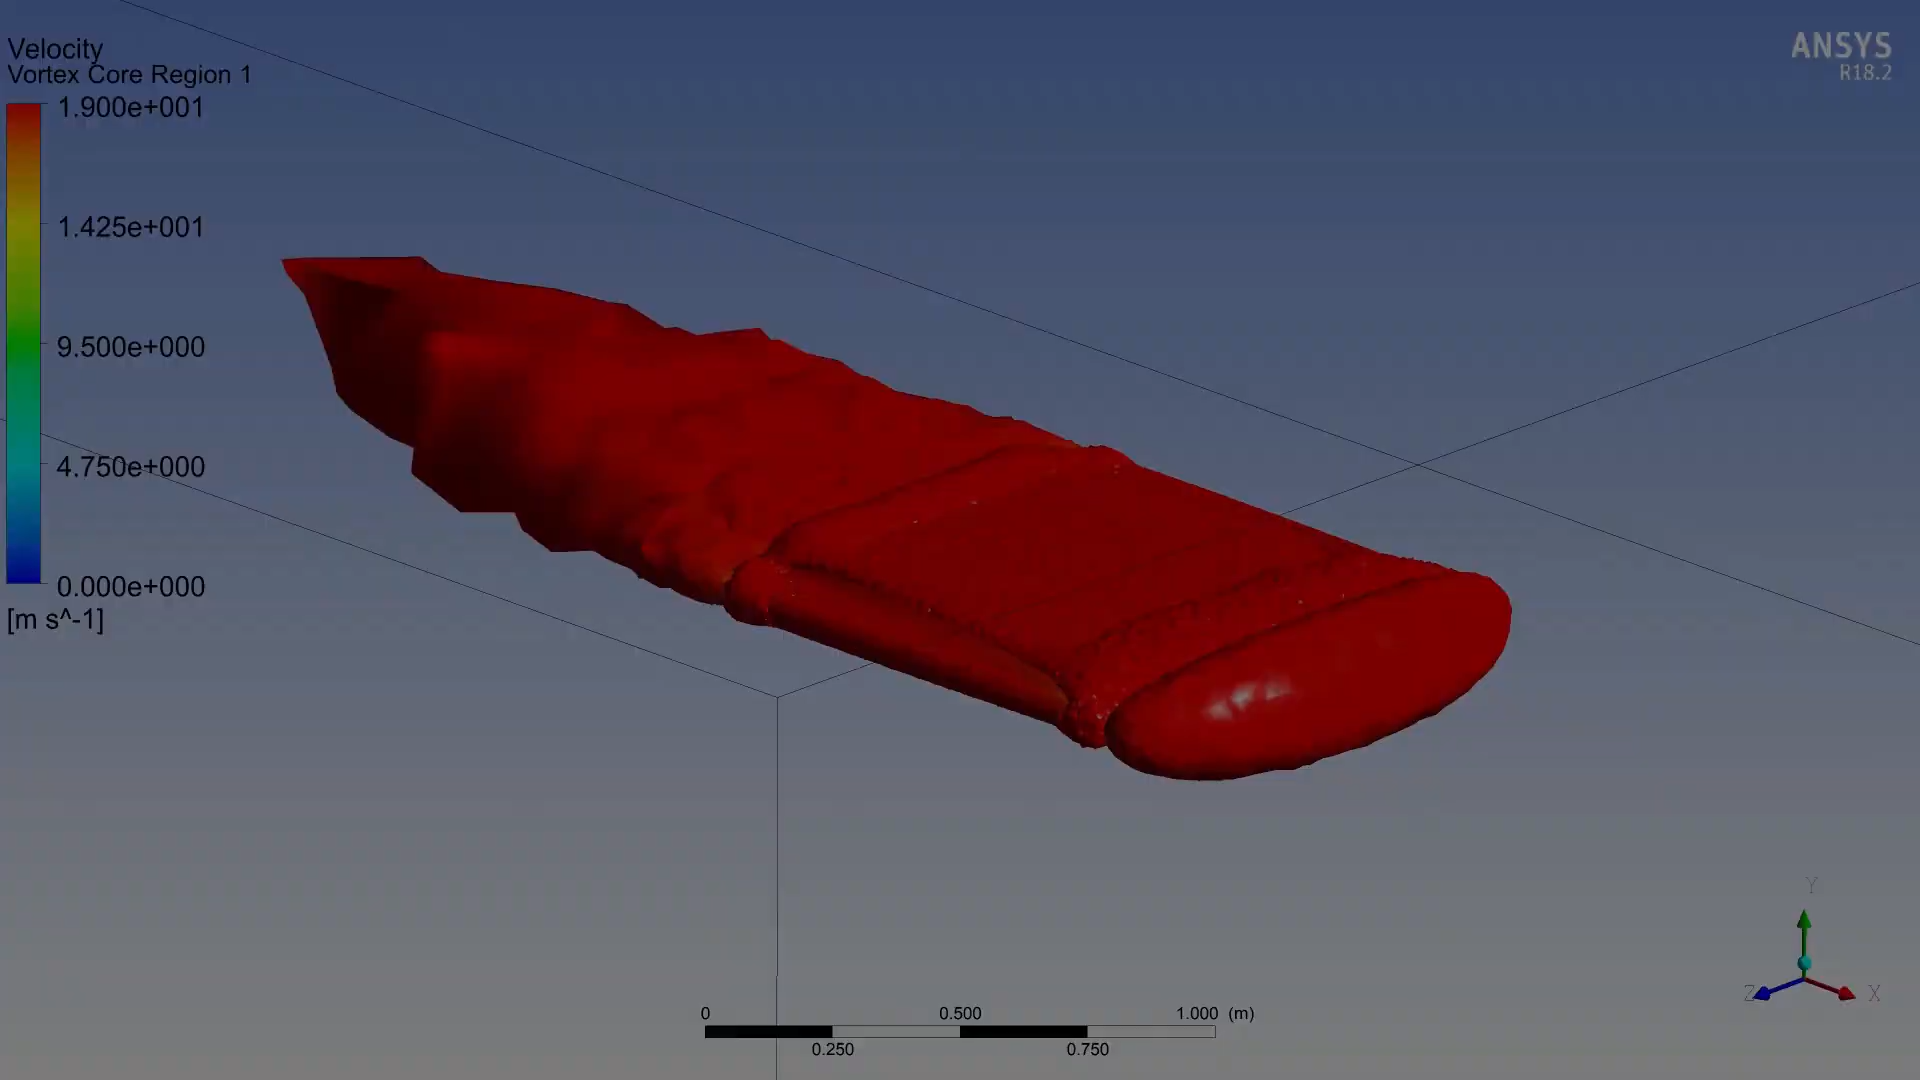 Velocity
Vortex Core Region 1
1.900e+001
1.425e+001
9.500e+000
4.750e+000
0.000e+000
[m s^-1]
ANSYS
R18.2
Y
Z
X
0
0.500
1.000
(m)
0.250
0.750